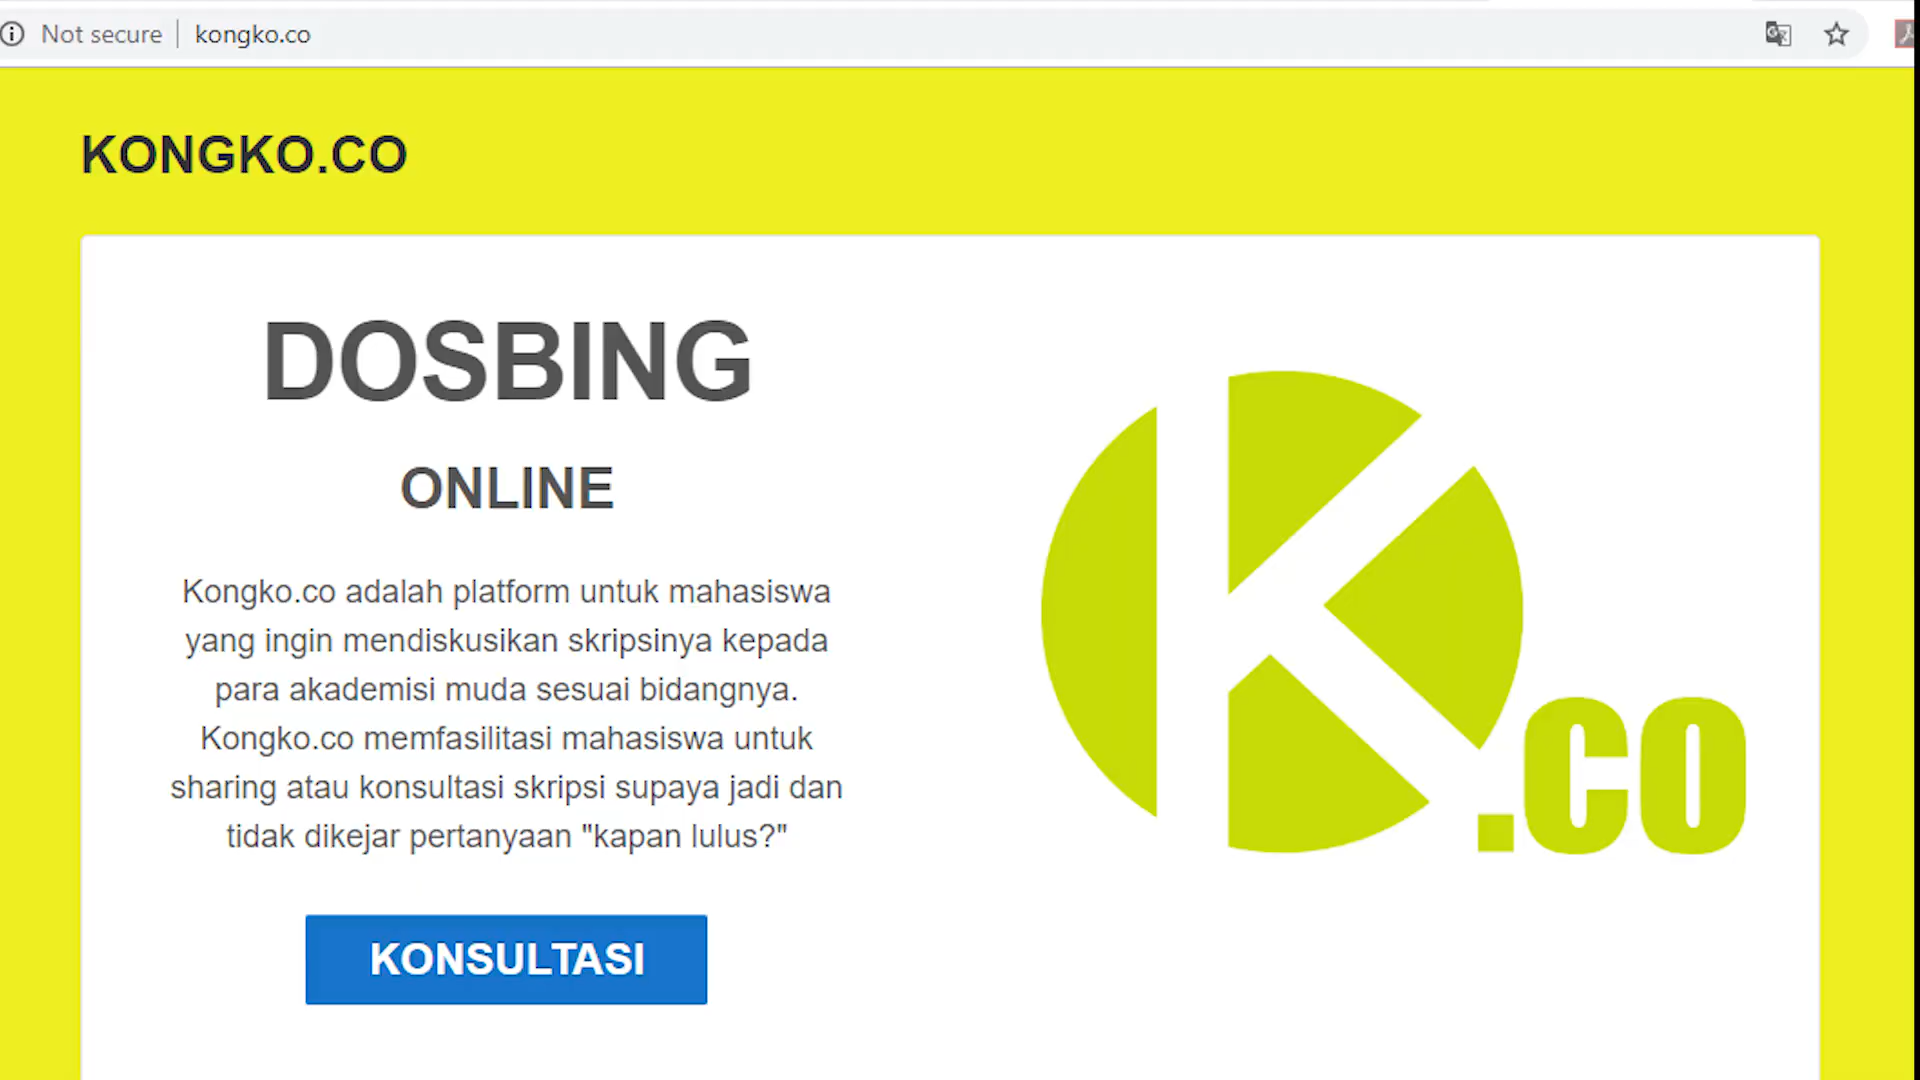 Not secure kongko.co
KONGKO.CO
DOSBING
ONLINE
Kongko.co adalah platform untuk mahasiswa
yang ingin mendiskusikan skripsinya kepada
para akademisi muda sesuai bidangnya.
Kongko.co memfasilitasi mahasiswa untuk
sharing atau konsultasi skripsi supaya jadi dan
tidak dikejar pertanyaan "kapan lulus?"
KONSULTASI
K.co